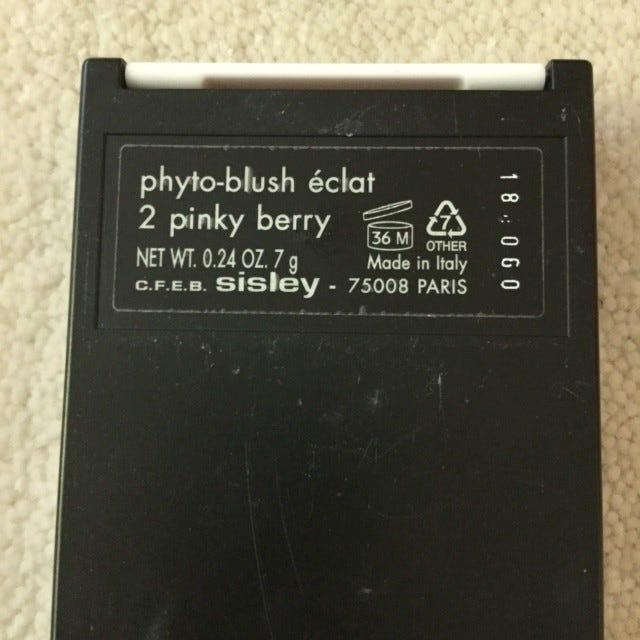 phyto-blush éclat
2 pinky berry
36 M
7
OTHER
NET WT. 0.24 OZ. 7 g
Made in Italy
C.F.E.B. sisley - 75008 PARIS